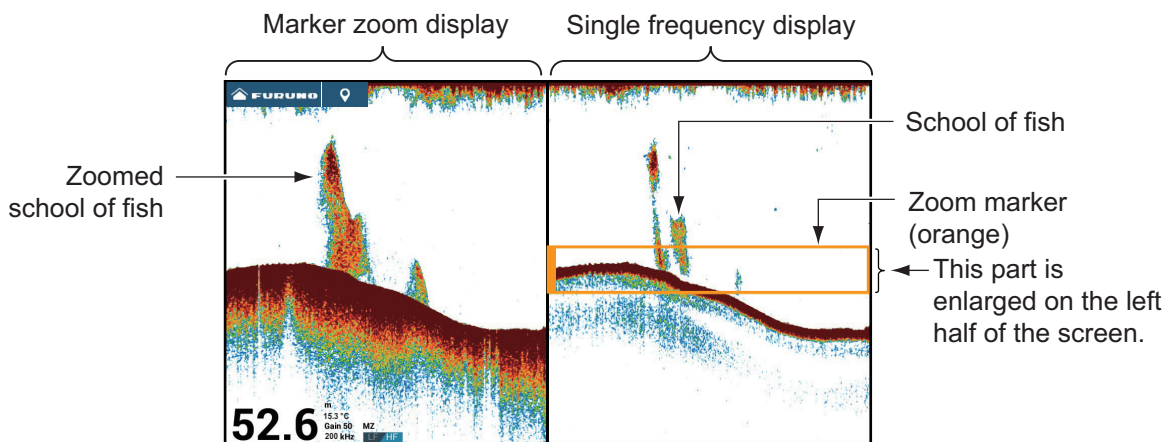 Marker zoom display
Single frequency display
FURUNO
School of fish
Zoomed
school of fish
Zoom marker
(orange)
This part is
enlarged on the left
half of the screen.
52.6
m
15.3 °C
Gain 50 MZ
200 kHz LF HF